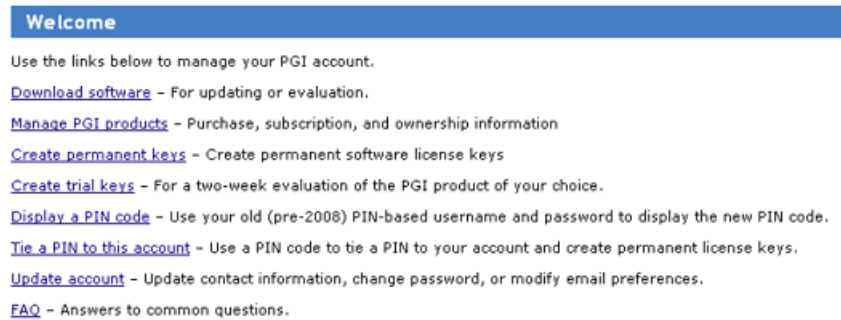 Welcome
Use the links below to manage your PGI account.
Download software – For updating or evaluation.
Manage PGI products – Purchase, subscription, and ownership information
Create permanent keys – Create permanent software license keys
Create trial keys – For a two-week evaluation of the PGI product of your choice.
Display a PIN code – Use your old (pre-2008) PIN-based username and password to display the new PIN code.
Tie a PIN to this account – Use a PIN code to tie a PIN to your account and create permanent license keys.
Update account – Update contact information, change password, or modify email preferences.
FAQ – Answers to common questions.